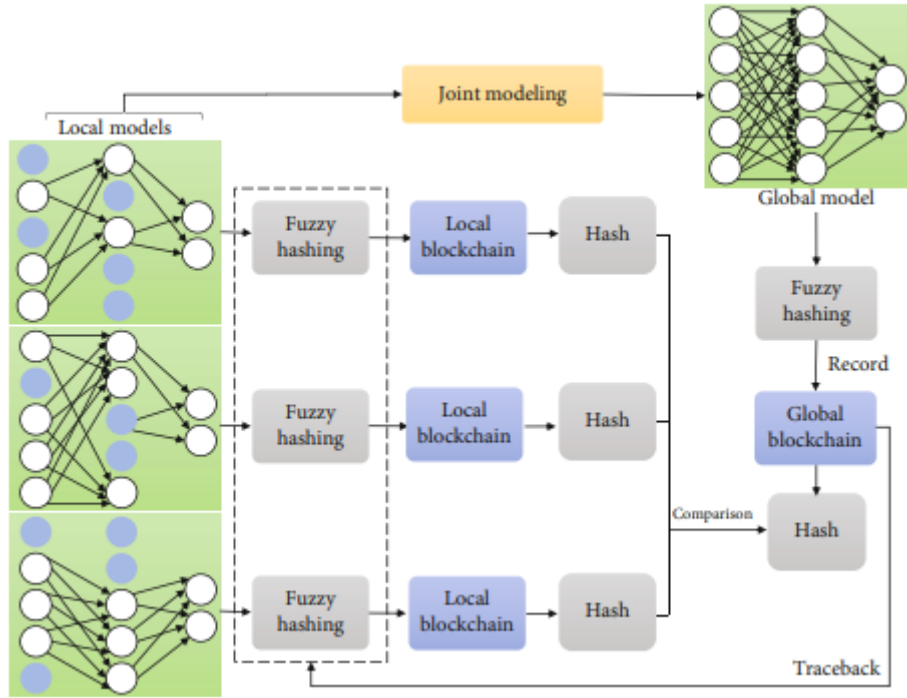 Joint modeling
Local models
Global model
Fuzzy
hashing
Local
blockchain
Hash
Fuzzy
hashing
Record
Fuzzy
hashing
Local
blockchain
Hash
Global
blockchain
Comparison
Hash
Fuzzy
hashing
Local
blockchain
Hash
Traceback